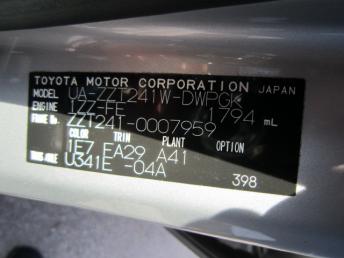 TOYOTA MOTOR CORPORATION JAPAN
MODEL UA-ZZT241W-DWPGK
ENGINE 1ZZ-FE 1794 mL
FRAME No. ZZT241-0007959
COLOR TRIM PLANT OPTION
1E7 FA29 A41
TRANS/AXLE U341E -04A
398